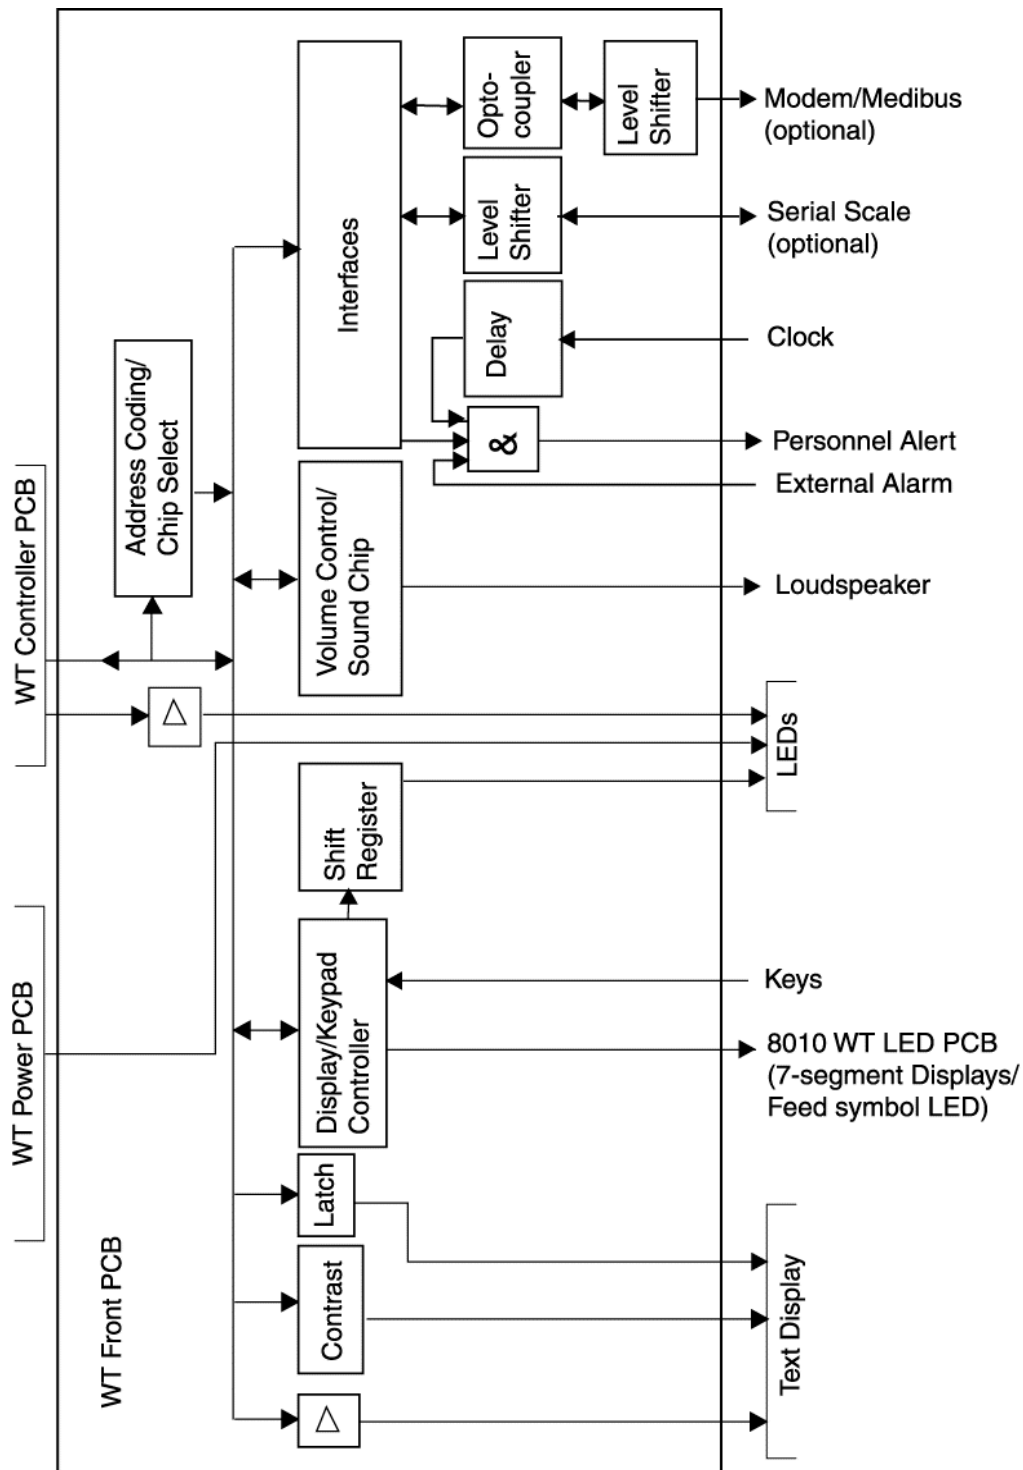 Opto-
coupler
Level
Shifter
Modem/Medibus
(optional)
Interfaces
Level
Shifter
Serial Scale
(optional)
Delay
Clock
Address Coding/
Chip Select
&
Personnel Alert
External Alarm
WT Controller PCB
Volume Control/
Sound Chip
Loudspeaker
LEDs
Shift
Register
WT Power PCB
Display/Keypad
Controller
Keys
8010 WT LED PCB
(7-segment Displays/
Feed symbol LED)
Latch
WT Front PCB
Contrast
Text Display